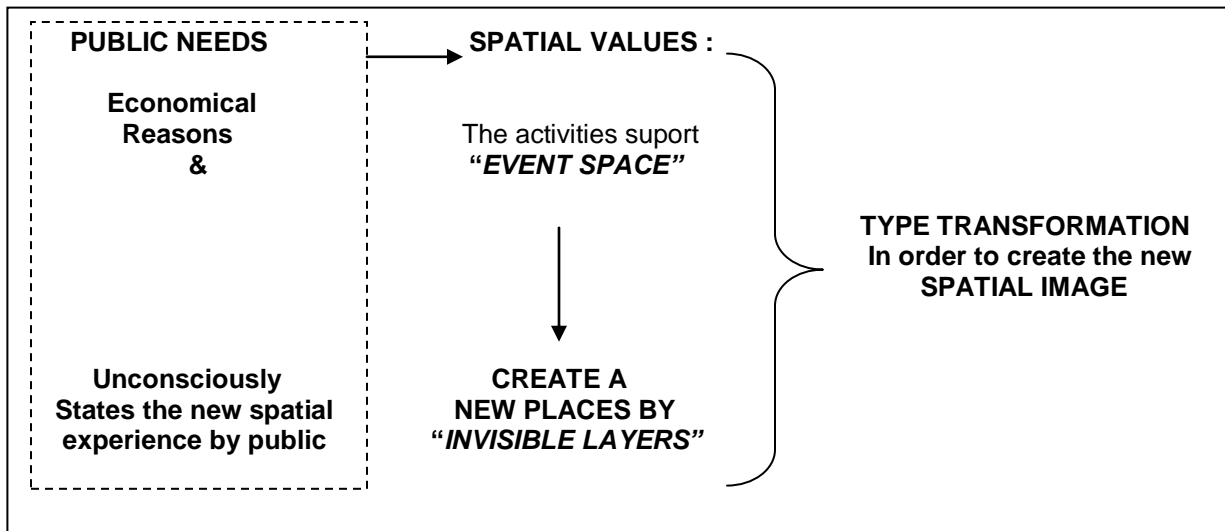 PUBLIC NEEDS
Economical
Reasons
&
Unconsciously
States the new spatial
experience by public
SPATIAL VALUES :
The activities suport
“EVENT SPACE”
CREATE A
NEW PLACES BY
“INVISIBLE LAYERS”
TYPE TRANSFORMATION
In order to create the new
SPATIAL IMAGE